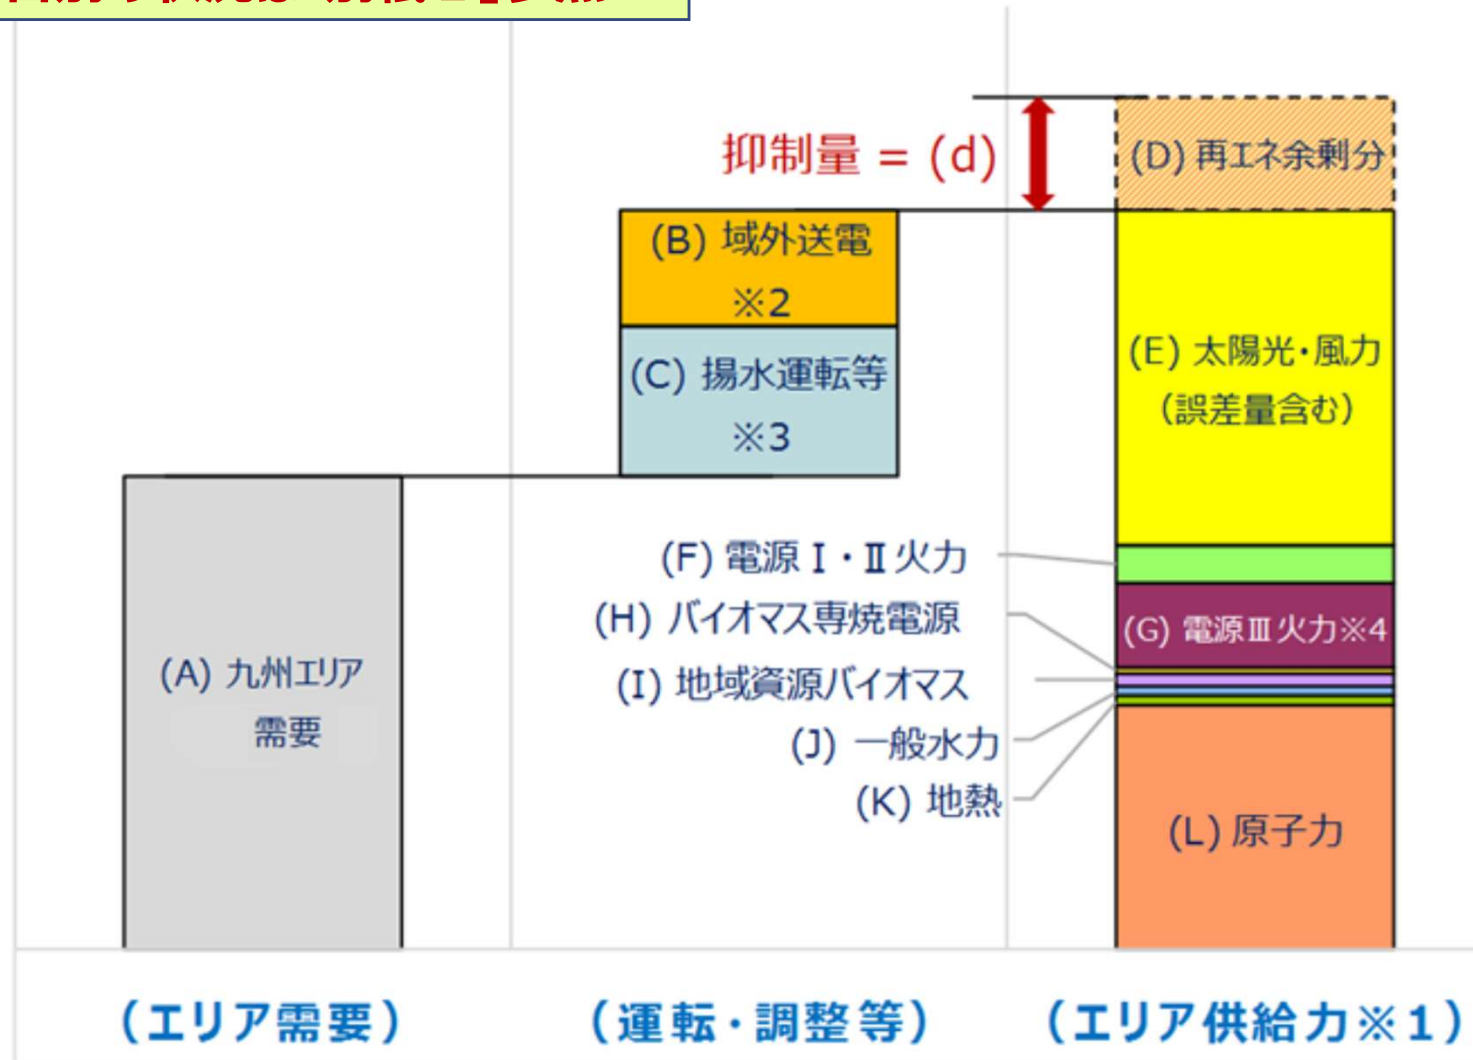 抑制量 = (d)
(D) 再エネ余剰分
(B) 域外送電
※2
(C) 揚水運転等
※3
(E) 太陽光・風力
(誤差量含む)
(F) 電源Ⅰ・Ⅱ火力
(H) バイオマス専焼電源
(G) 電源Ⅲ火力※4
(I) 地域資源バイオマス
(A) 九州エリア
需要
(J) 一般水力
(K) 地熱
(L) 原子力
(エリア需要)
(運転・調整等)
(エリア供給力※1)